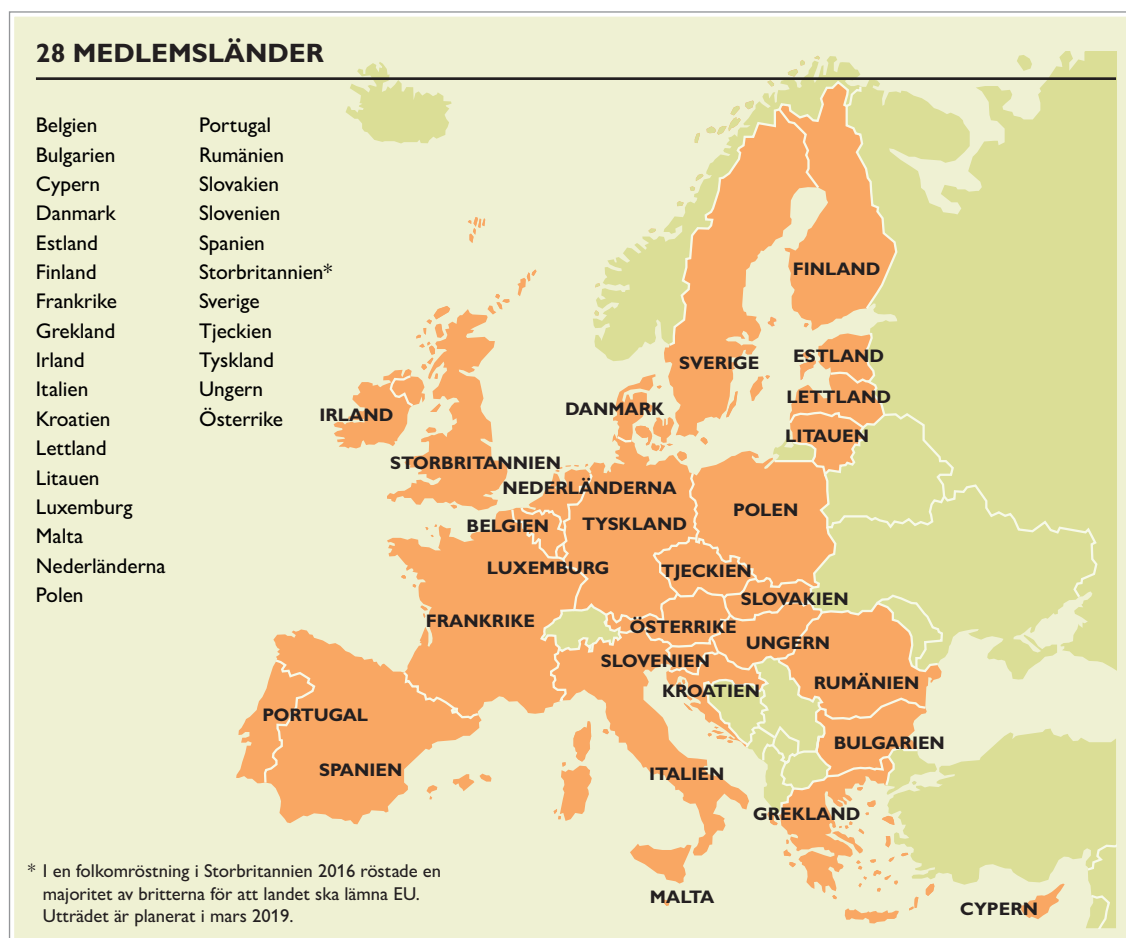 28 MEDLEMSLÄNDER
Belgien
Bulgarien
Cypern
Danmark
Estland
Finland
Frankrike
Grekland
Irland
Italien
Kroatien
Lettland
Litauen
Luxemburg
Malta
Nederländerna
Polen
Portugal
Rumänien
Slovakien
Slovenien
Spanien
Storbritannien*
Sverige
Tjeckien
Tyskland
Ungern
Österrike
FINLAND
SVERIGE
ESTLAND
LETTLAND
DANMARK
IRLAND
LITAUEN
STORBRITANNIEN
NEDERLÄNDERNA
POLEN
BELGIEN
TYSKLAND
LUXEMBURG
TJECKIEN
SLOVAKIEN
FRANKRIKE
ÖSTERRIKE
UNGERN
SLOVENIEN
KROATIEN
RUMÄNIEN
PORTUGAL
BULGARIEN
SPANIEN
ITALIEN
GREKLAND
MALTA
CYPERN
* I en folkomröstning i Storbritannien 2016 röstade en
majoritet av britterna för att landet ska lämna EU.
Utträdet är planerat i mars 2019.